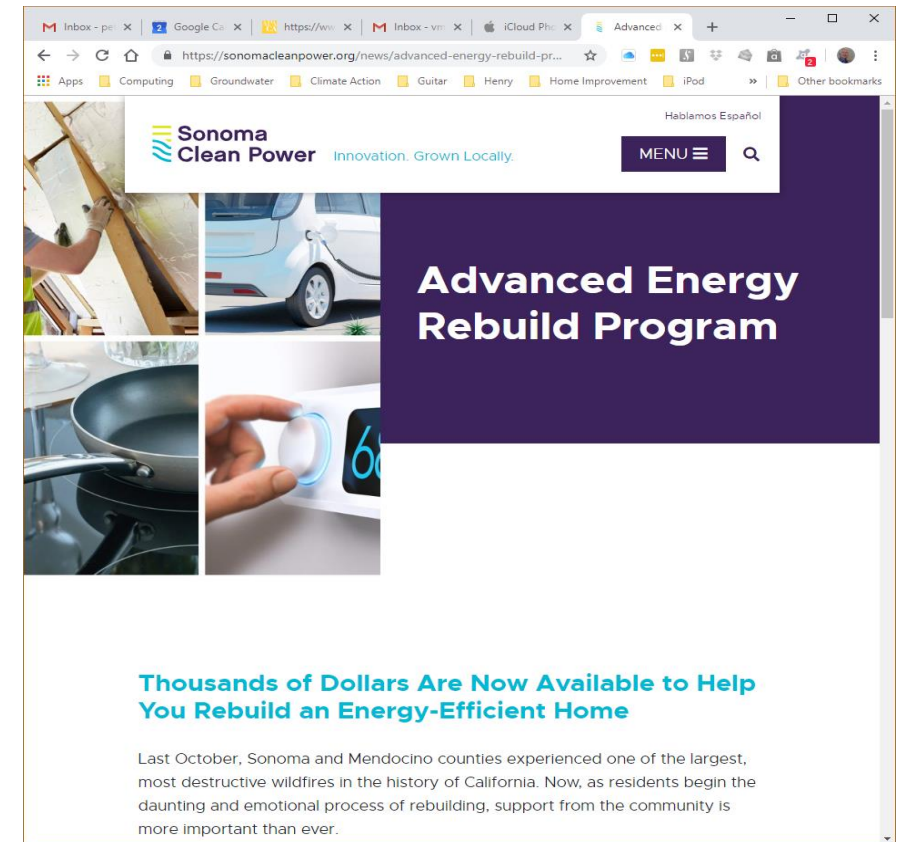 Inbox - per
2 Google Ca
https://ww
Inbox - vm
iCloud Pho
Advanced
https://sonomacleanpower.org/news/advanced-energy-rebuild-pr...
2
Apps Computing Groundwater Climate Action Guitar Henry Home Improvement iPod » Other bookmarks
Hablamos Español
Sonoma
Clean Power Innovation. Grown Locally.
MENU
Advanced Energy
Rebuild Program
68
Thousands of Dollars Are Now Available to Help
You Rebuild an Energy-Efficient Home
Last October, Sonoma and Mendocino counties experienced one of the largest,
most destructive wildfires in the history of California. Now, as residents begin the
daunting and emotional process of rebuilding, support from the community is
more important than ever.